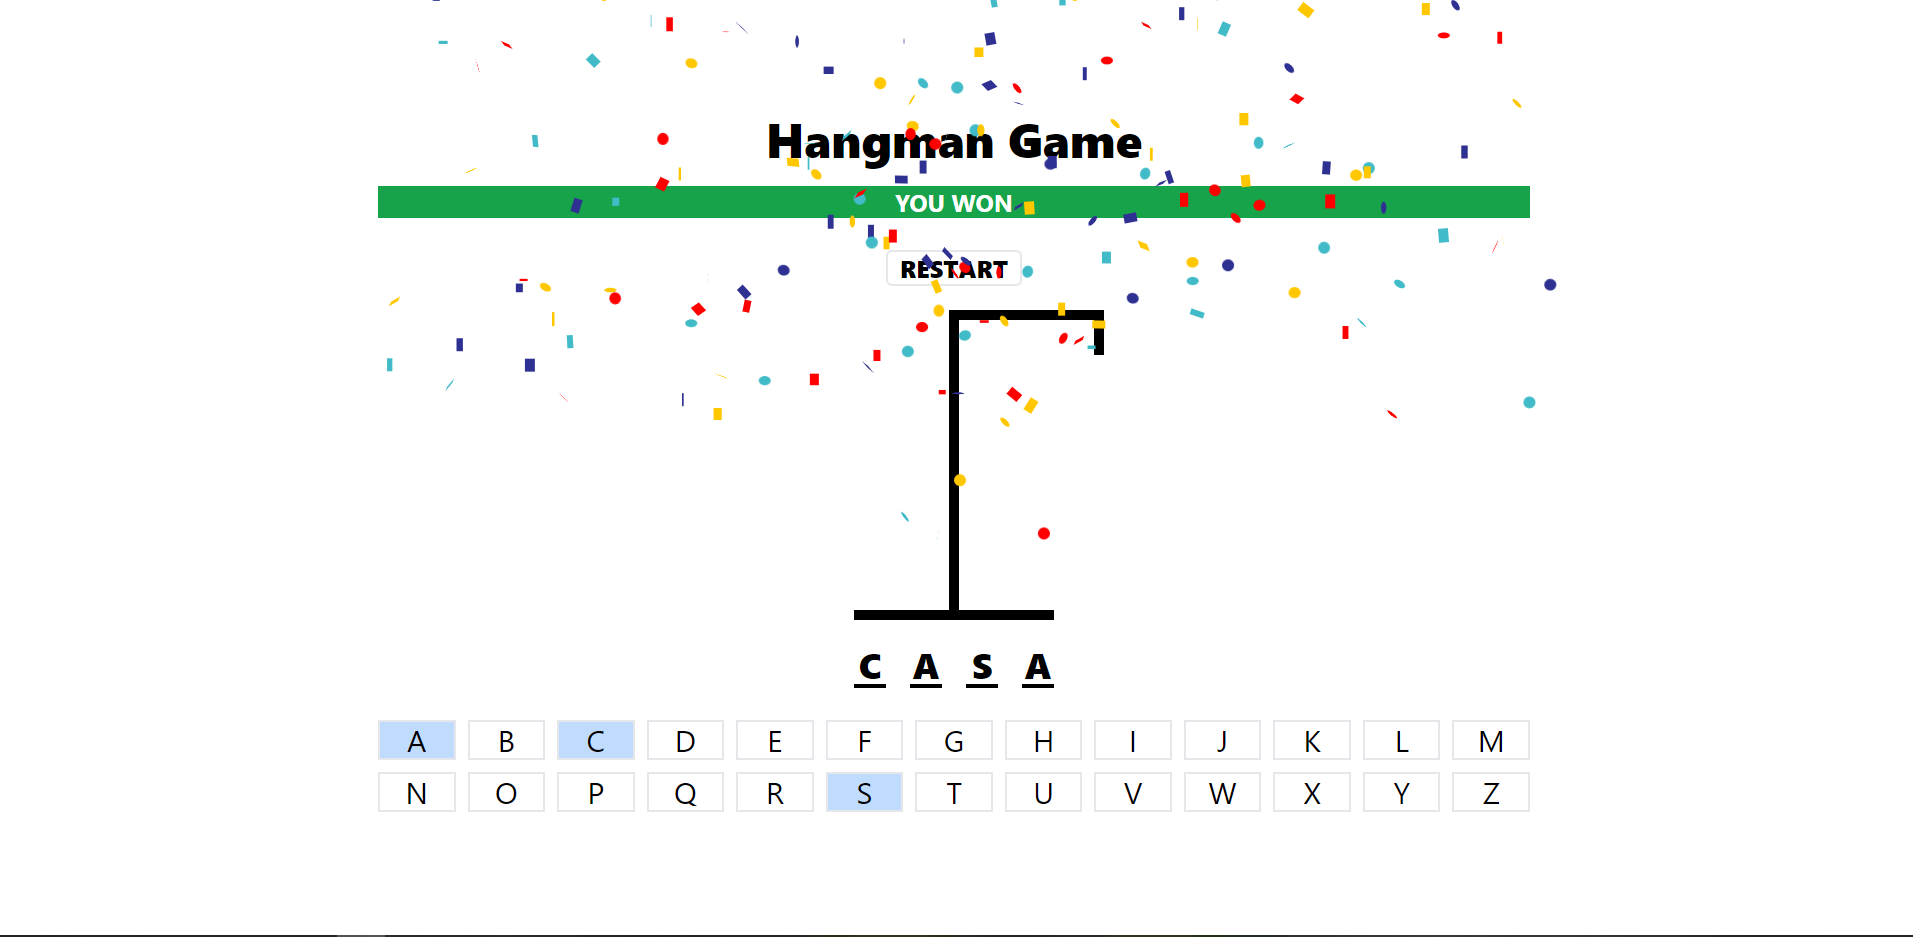 Hangman Game
YOU WON
RESTART
C A S A
A B C D E F G H I J K L M
N O P Q R S T U V W X Y Z